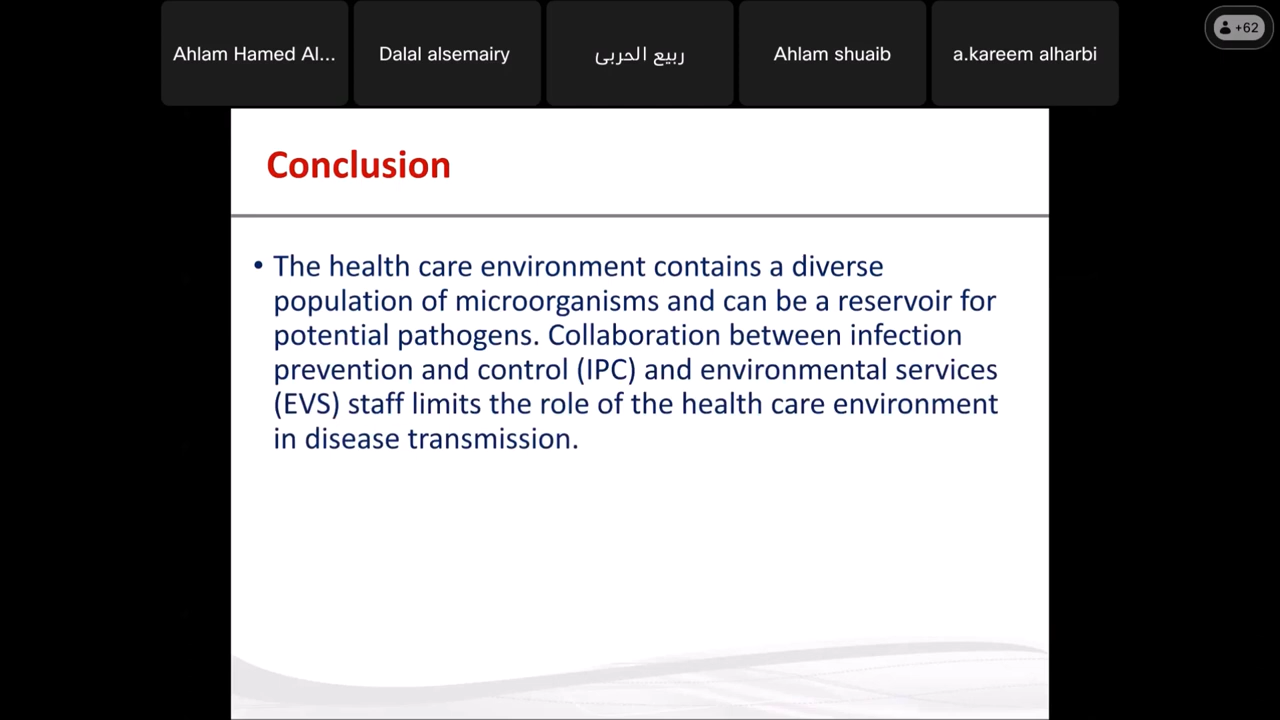 Ahlam Hamed Al...
Dalal alsemairy
ربيع الحربى
Ahlam shuaib
a.kareem alharbi
+62
Conclusion
• The health care environment contains a diverse
population of microorganisms and can be a reservoir for
potential pathogens. Collaboration between infection
prevention and control (IPC) and environmental services
(EVS) staff limits the role of the health care environment
in disease transmission.